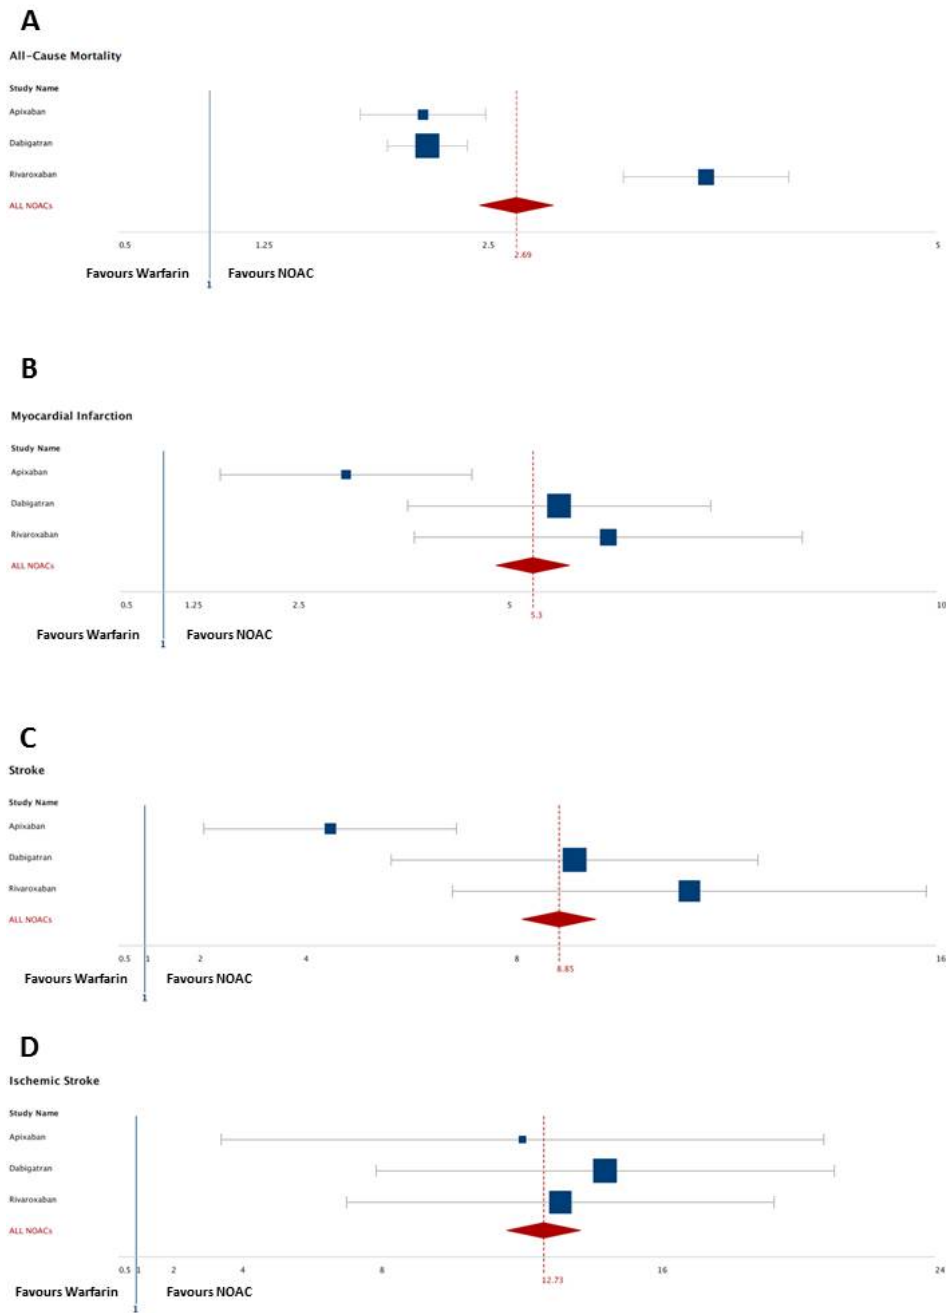 A
All-Cause Mortality
Study Name
Apixaban
Dabigatran
Rivaroxaban
ALL NOACs
0.5 1.25 2.5 5
2.69
Favours Warfarin Favours NOAC
1
B
Myocardial Infarction
Study Name
Apixaban
Dabigatran
Rivaroxaban
ALL NOACs
0.5 1.25 2.5 5 10
5.3
Favours Warfarin Favours NOAC
1
C
Stroke
Study Name
Apixaban
Dabigatran
Rivaroxaban
ALL NOACs
0.5 1 2 4 8 16
8.85
Favours Warfarin Favours NOAC
1
D
Ischemic Stroke
Study Name
Apixaban
Dabigatran
Rivaroxaban
ALL NOACs
0.5 1 2 4 8 16 24
12.73
Favours Warfarin Favours NOAC
1